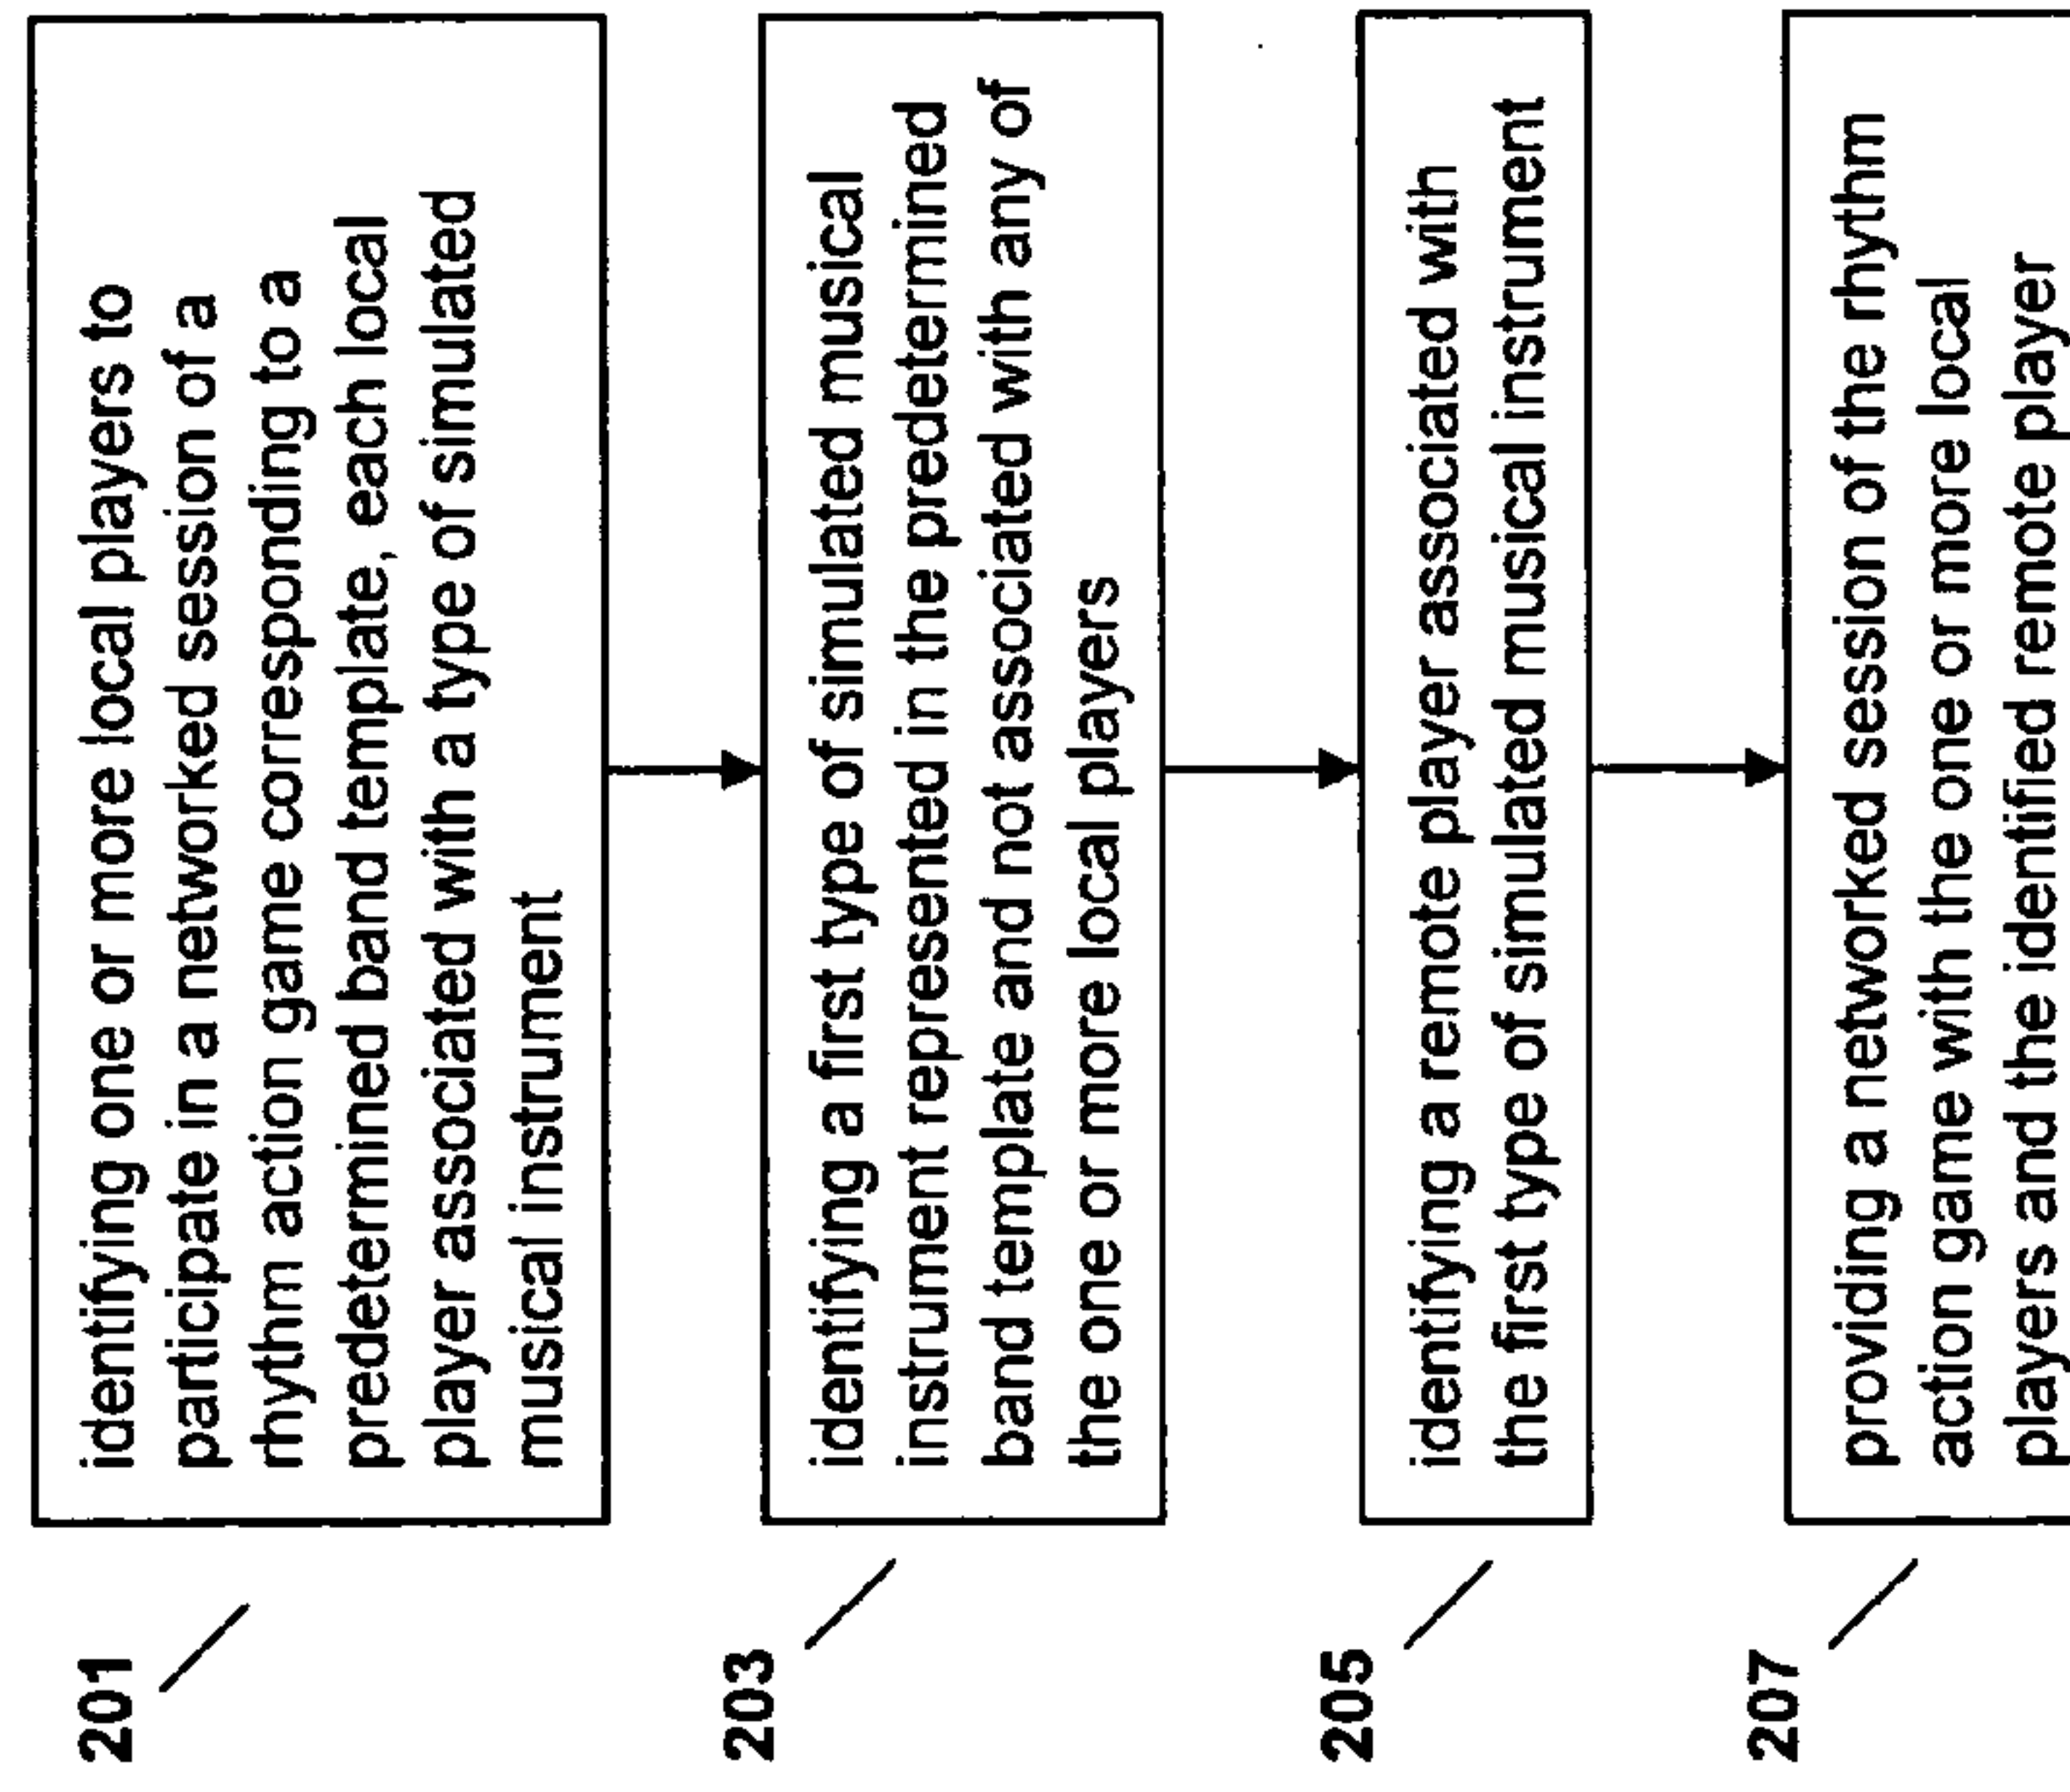 201
identifying one or more local players to
participate in a networked session of a
rhythm action game corresponding to a
predetermined band template, each local
player associated with a type of simulated
musical instrument
203
identifying a first type of simulated musical
instrument represented in the predetermined
band template and not associated with any of
the one or more local players
205
identifying a remote player associated with
the first type of simulated musical instrument
207
providing a networked session of the rhythm
action game with the one or more local
players and the identified remote player